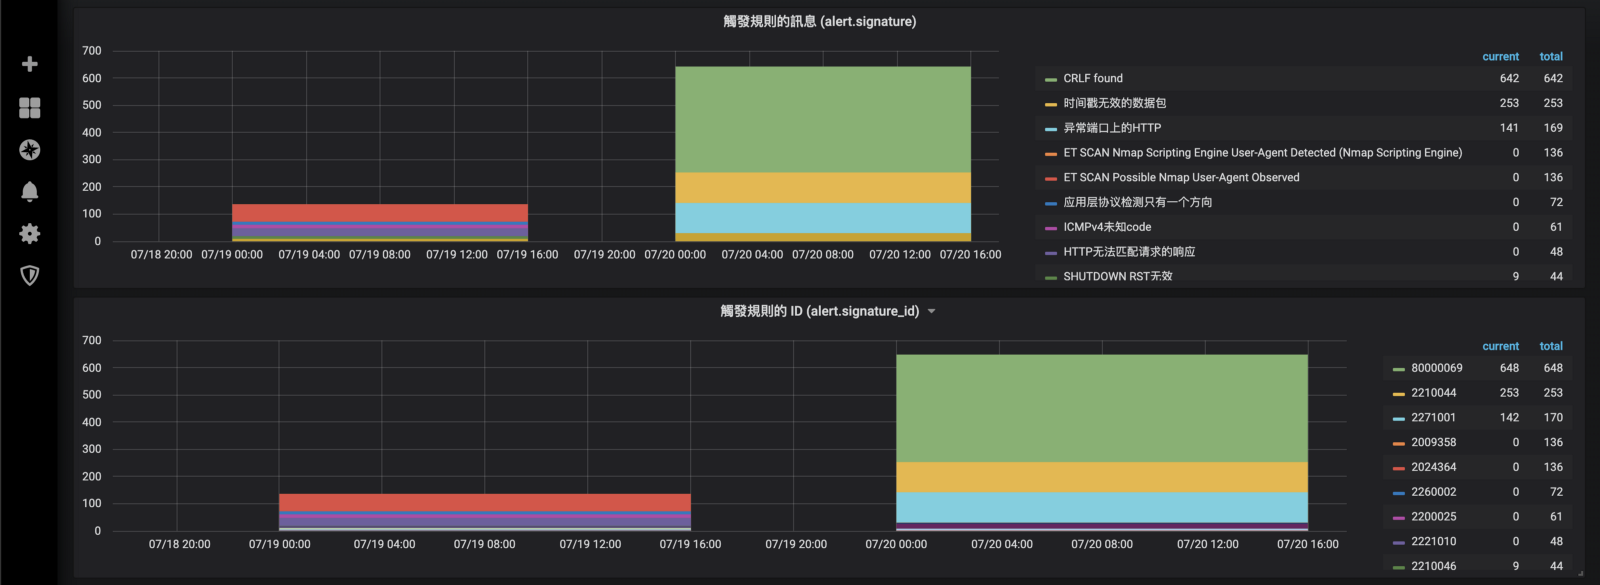 觸發規則的訊息 (alert.signature)
700
600
500
400
300
200
100
0
07/18 20:00 07/19 00:00 07/19 04:00 07/19 08:00 07/19 12:00 07/19 16:00 07/19 20:00 07/20 00:00 07/20 04:00 07/20 08:00 07/20 12:00 07/20 16:00
current total
CRLF found 642 642
时间戳无效的数据包 253 253
异常端口上的HTTP 141 169
ET SCAN Nmap Scripting Engine User-Agent Detected (Nmap Scripting Engine) 0 136
ET SCAN Possible Nmap User-Agent Observed 0 136
应用层协议检测只有一个方向 0 72
ICMPv4未知code 0 61
HTTP无法匹配请求的响应 0 48
SHUTDOWN RST无效 9 44
觸發規則的 ID (alert.signature_id)
700
600
500
400
300
200
100
0
07/18 20:00 07/19 00:00 07/19 04:00 07/19 08:00 07/19 12:00 07/19 16:00 07/19 20:00 07/20 00:00 07/20 04:00 07/20 08:00 07/20 12:00 07/20 16:00
current total
80000069 648 648
2210044 253 253
2271001 142 170
2009358 0 136
2024364 0 136
2260002 0 72
2200025 0 61
2221010 0 48
2210046 9 44